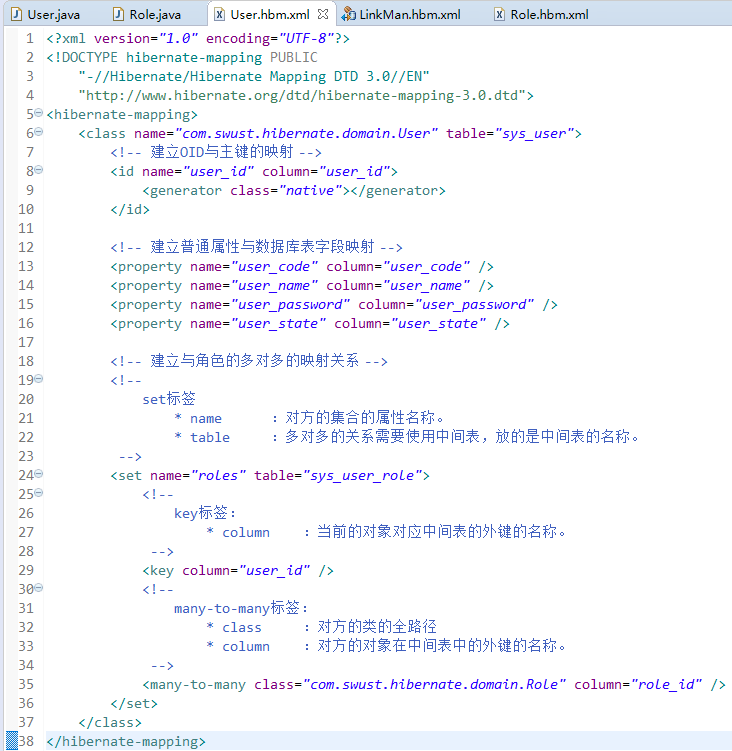 User.java Role.java User.hbm.xml LinkMan.hbm.xml Role.hbm.xml
1 <?xml version="1.0" encoding="UTF-8"?>
2 <!DOCTYPE hibernate-mapping PUBLIC
3 "-//Hibernate/Hibernate Mapping DTD 3.0//EN"
4 "http://www.hibernate.org/dtd/hibernate-mapping-3.0.dtd">
5 <hibernate-mapping>
6 <class name="com.swust.hibernate.domain.User" table="sys_user">
7 <!-- 建立OID与主键的映射 -->
8 <id name="user_id" column="user_id">
9 <generator class="native"></generator>
10 </id>
11
12 <!-- 建立普通属性与数据库表字段映射 -->
13 <property name="user_code" column="user_code" />
14 <property name="user_name" column="user_name" />
15 <property name="user_password" column="user_password" />
16 <property name="user_state" column="user_state" />
17
18 <!-- 建立与角色的多对多的映射关系 -->
19 <!--
20 set标签
21 * name :对方的集合的属性名称。
22 * table :多对多的关系需要使用中间表，放的是中间表的名称。
23 -->
24 <set name="roles" table="sys_user_role">
25 <!--
26 key标签：
27 * column :当前的对象对应中间表的外键的名称。
28 -->
29 <key column="user_id" />
30 <!--
31 many-to-many标签：
32 * class :对方的类的全路径
33 * column :对方的对象在中间表中的外键的名称。
34 -->
35 <many-to-many class="com.swust.hibernate.domain.Role" column="role_id" />
36 </set>
37 </class>
38 </hibernate-mapping>